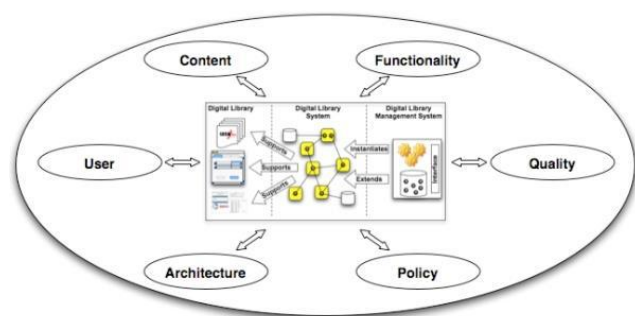 Content
Functionality
Digital Library
Digital Library
System
Digital Library
Management System
Supports
Instantiates
User
Supports
Quality
Extends
Supports
Interface
Architecture
Policy